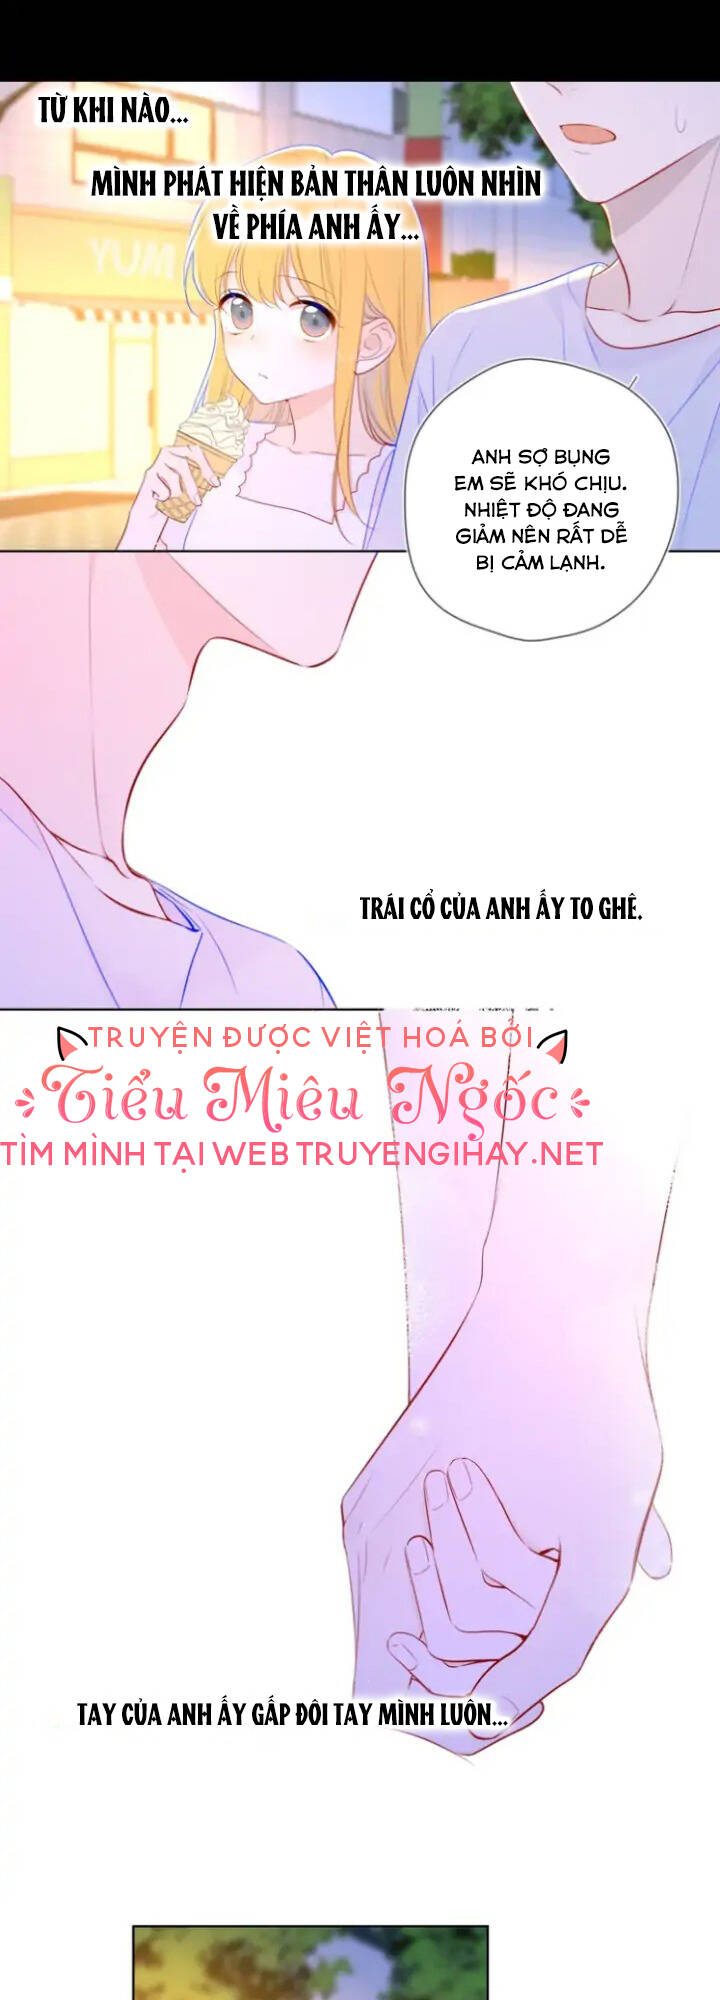 TỪ KHI NÀO...
MÌNH PHÁT HIỆN BẢN THÂN LUÔN NHÌN
VỀ PHÍA ANH ẤY...
YUM
ANH SỢ BỤNG
EM SẼ KHÓ CHỊU.
NHIỆT ĐỘ ĐANG
GIẢM NÊN RẤT DỄ
BỊ CẢM LẠNH.
TRÁI CỔ CỦA ANH ẤY TO GHÊ.
TRUYỆN ĐƯỢC VIỆT HOÁ BỞI
Tiểu Miêu Ngốc
TÌM MÌNH TẠI WEB TRUYENGIHAY.NET
TAY CỦA ANH ẤY GẤP ĐÔI TAY MÌNH LUÔN...